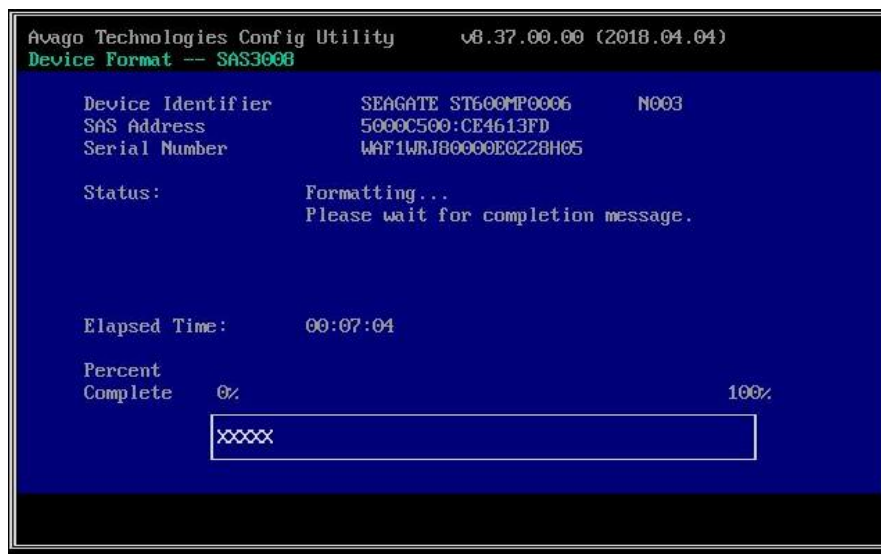 Avago Technologies Config Utility v8.37.00.00 (2018.04.04)
Device Format -- SAS3008
Device Identifier SEAGATE ST600MP0006 N003
SAS Address 5000C500:CE4613FD
Serial Number WAF1WRJ80000E0228H05
Status: Formatting...
Please wait for completion message.
Elapsed Time: 00:07:04
Percent
Complete 0% 100%
XXXXX